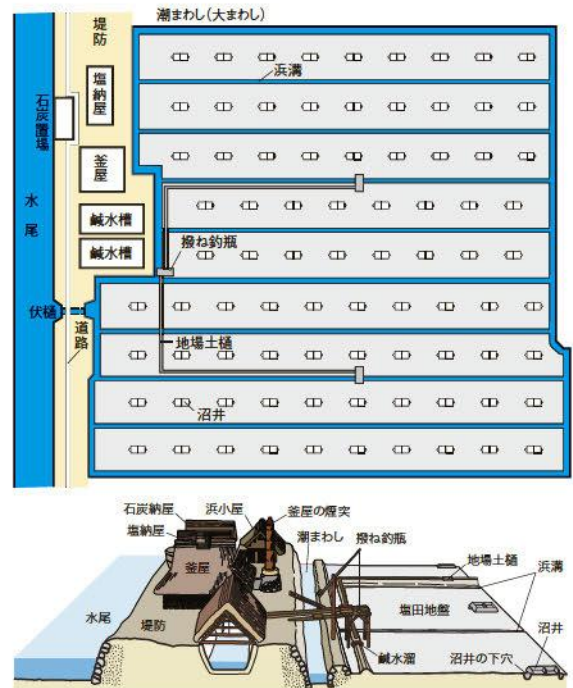 潮まわし(大まわし)
堤防
浜溝
塩納屋
石炭置場
釜屋
水尾
鹹水槽
撥ね釣瓶
鹹水槽
伏樋
道路
地場土樋
沼井
石炭納屋
浜小屋
釜屋の煙突
塩納屋
潮まわし
撥ね釣瓶
地場土樋
浜溝
釜屋
塩田地盤
水尾
堤防
沼井
鹹水溜
沼井の下穴